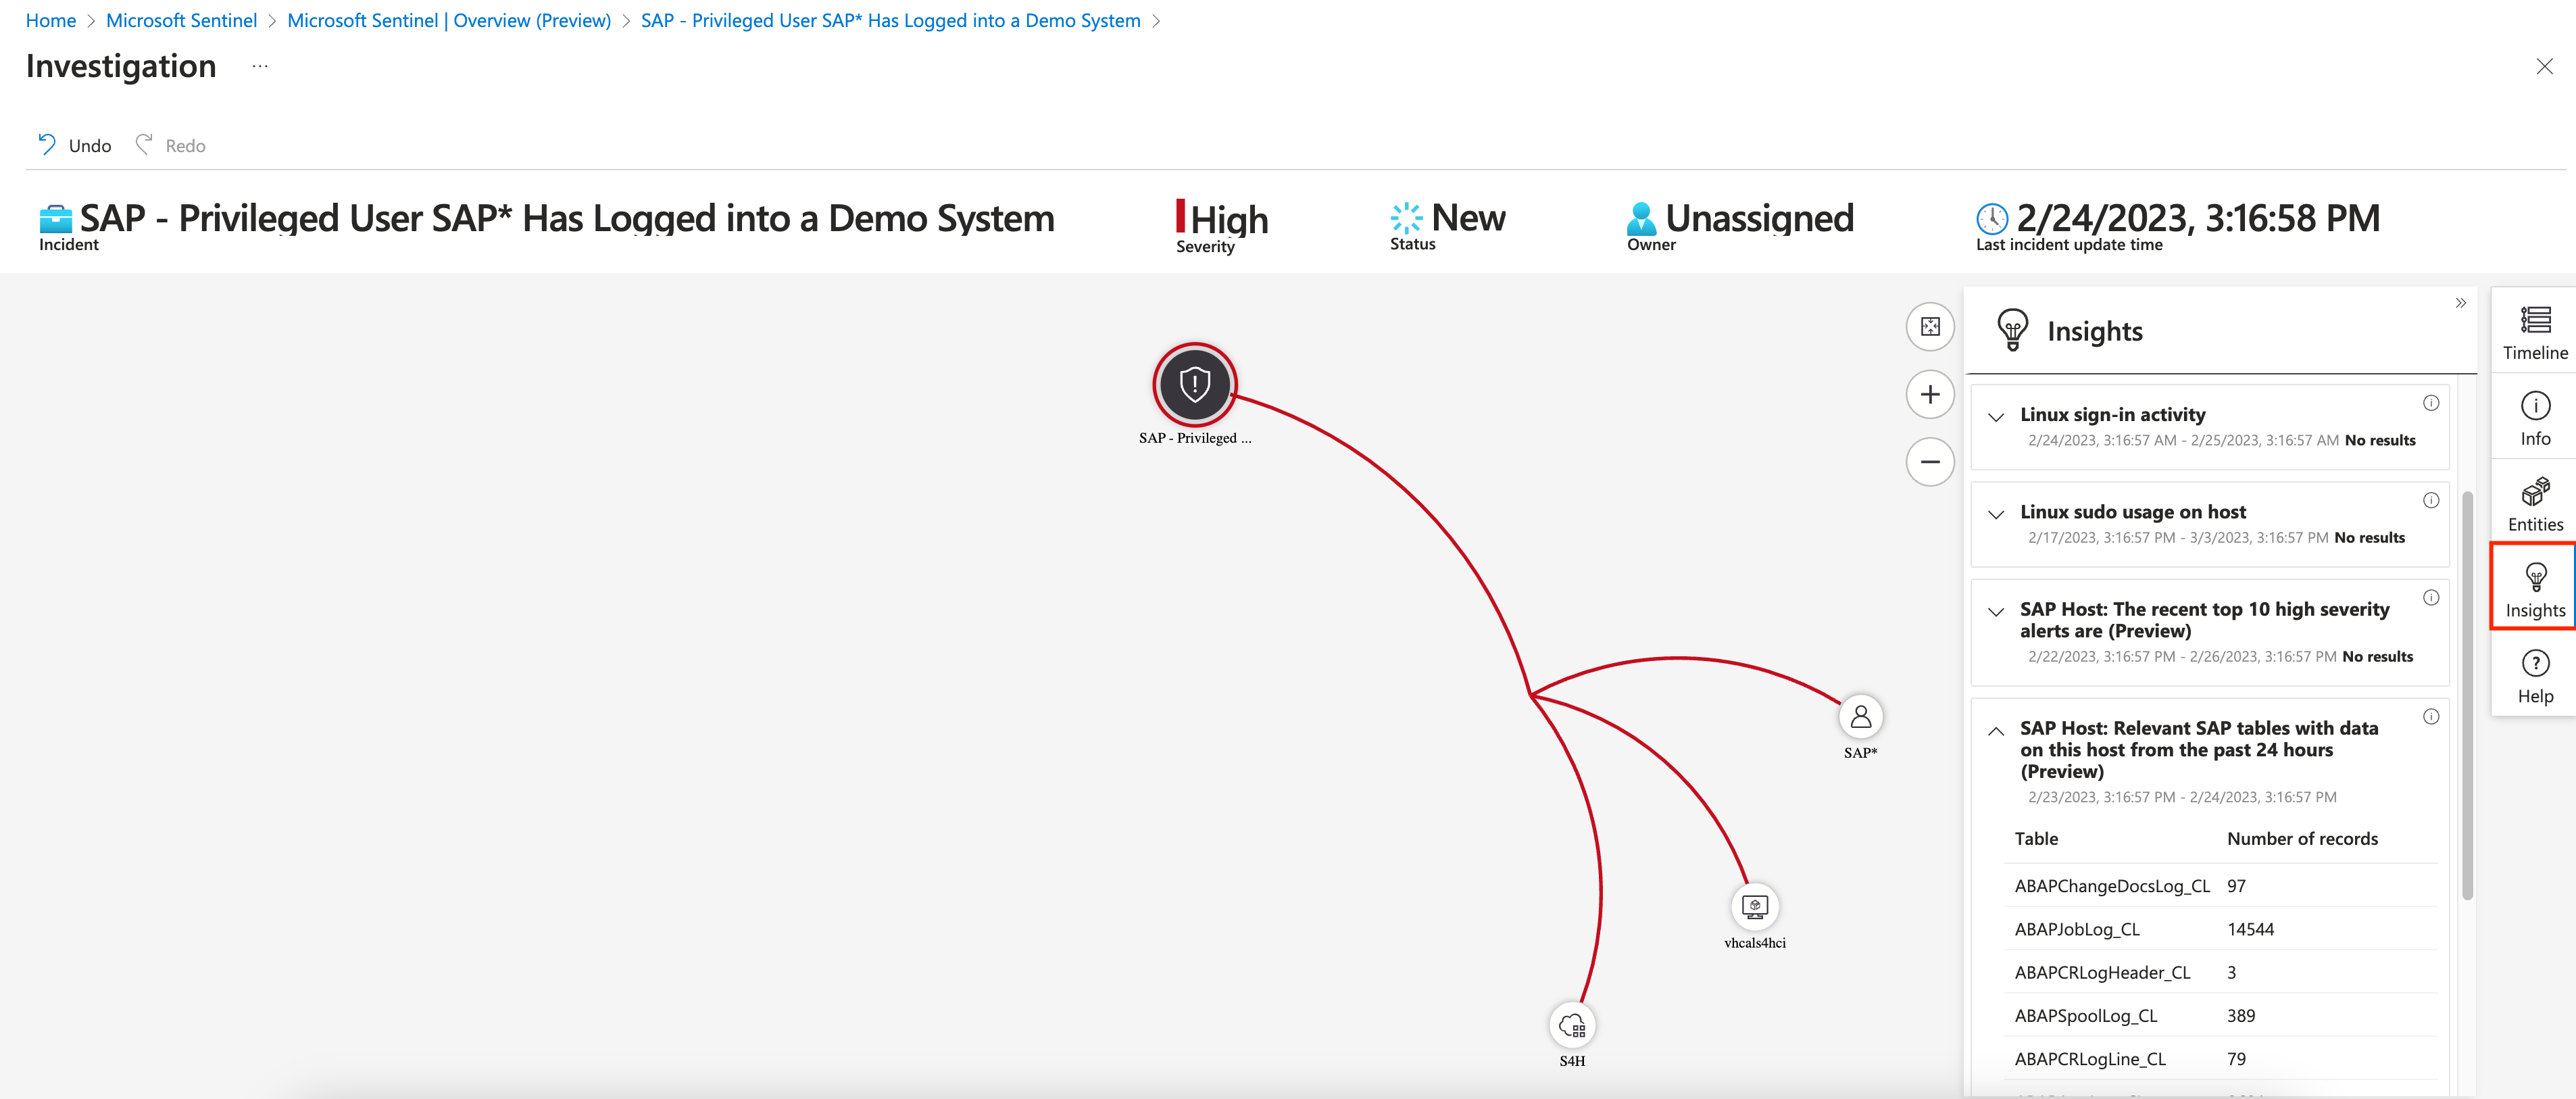 Home > Microsoft Sentinel > Microsoft Sentinel | Overview (Preview) > SAP - Privileged User SAP* Has Logged into a Demo System >
Investigation ...
Undo Redo
SAP - Privileged User SAP* Has Logged into a Demo System
Incident
High
Severity
New
Status
Unassigned
Owner
2/24/2023, 3:16:58 PM
Last incident update time
SAP - Privileged ...
SAP*
vhcals4hci
S4H
Insights
Linux sign-in activity
2/24/2023, 3:16:57 AM - 2/25/2023, 3:16:57 AM No results
Linux sudo usage on host
2/17/2023, 3:16:57 PM - 3/3/2023, 3:16:57 PM No results
SAP Host: The recent top 10 high severity
alerts are (Preview)
2/22/2023, 3:16:57 PM - 2/26/2023, 3:16:57 PM No results
SAP Host: Relevant SAP tables with data
on this host from the past 24 hours
(Preview)
2/23/2023, 3:16:57 PM - 2/24/2023, 3:16:57 PM
Table Number of records
ABAPChangeDocsLog_CL 97
ABAPJobLog_CL 14544
ABAPCRLogHeader_CL 3
ABAPSpoolLog_CL 389
ABAPCRLogLine_CL 79
Timeline
Info
Entities
Insights
Help